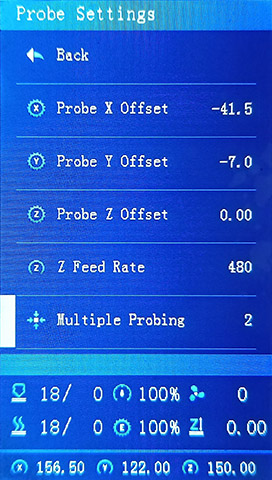 Probe Settings
Back
Probe X Offset -41.5
Probe Y Offset -7.0
Probe Z Offset 0.00
Z Feed Rate 480
Multiple Probing 2
18/ 0 100% 0
18/ 0 E 100% Z 0.00
X 156.50 Y 122.00 Z 150.00